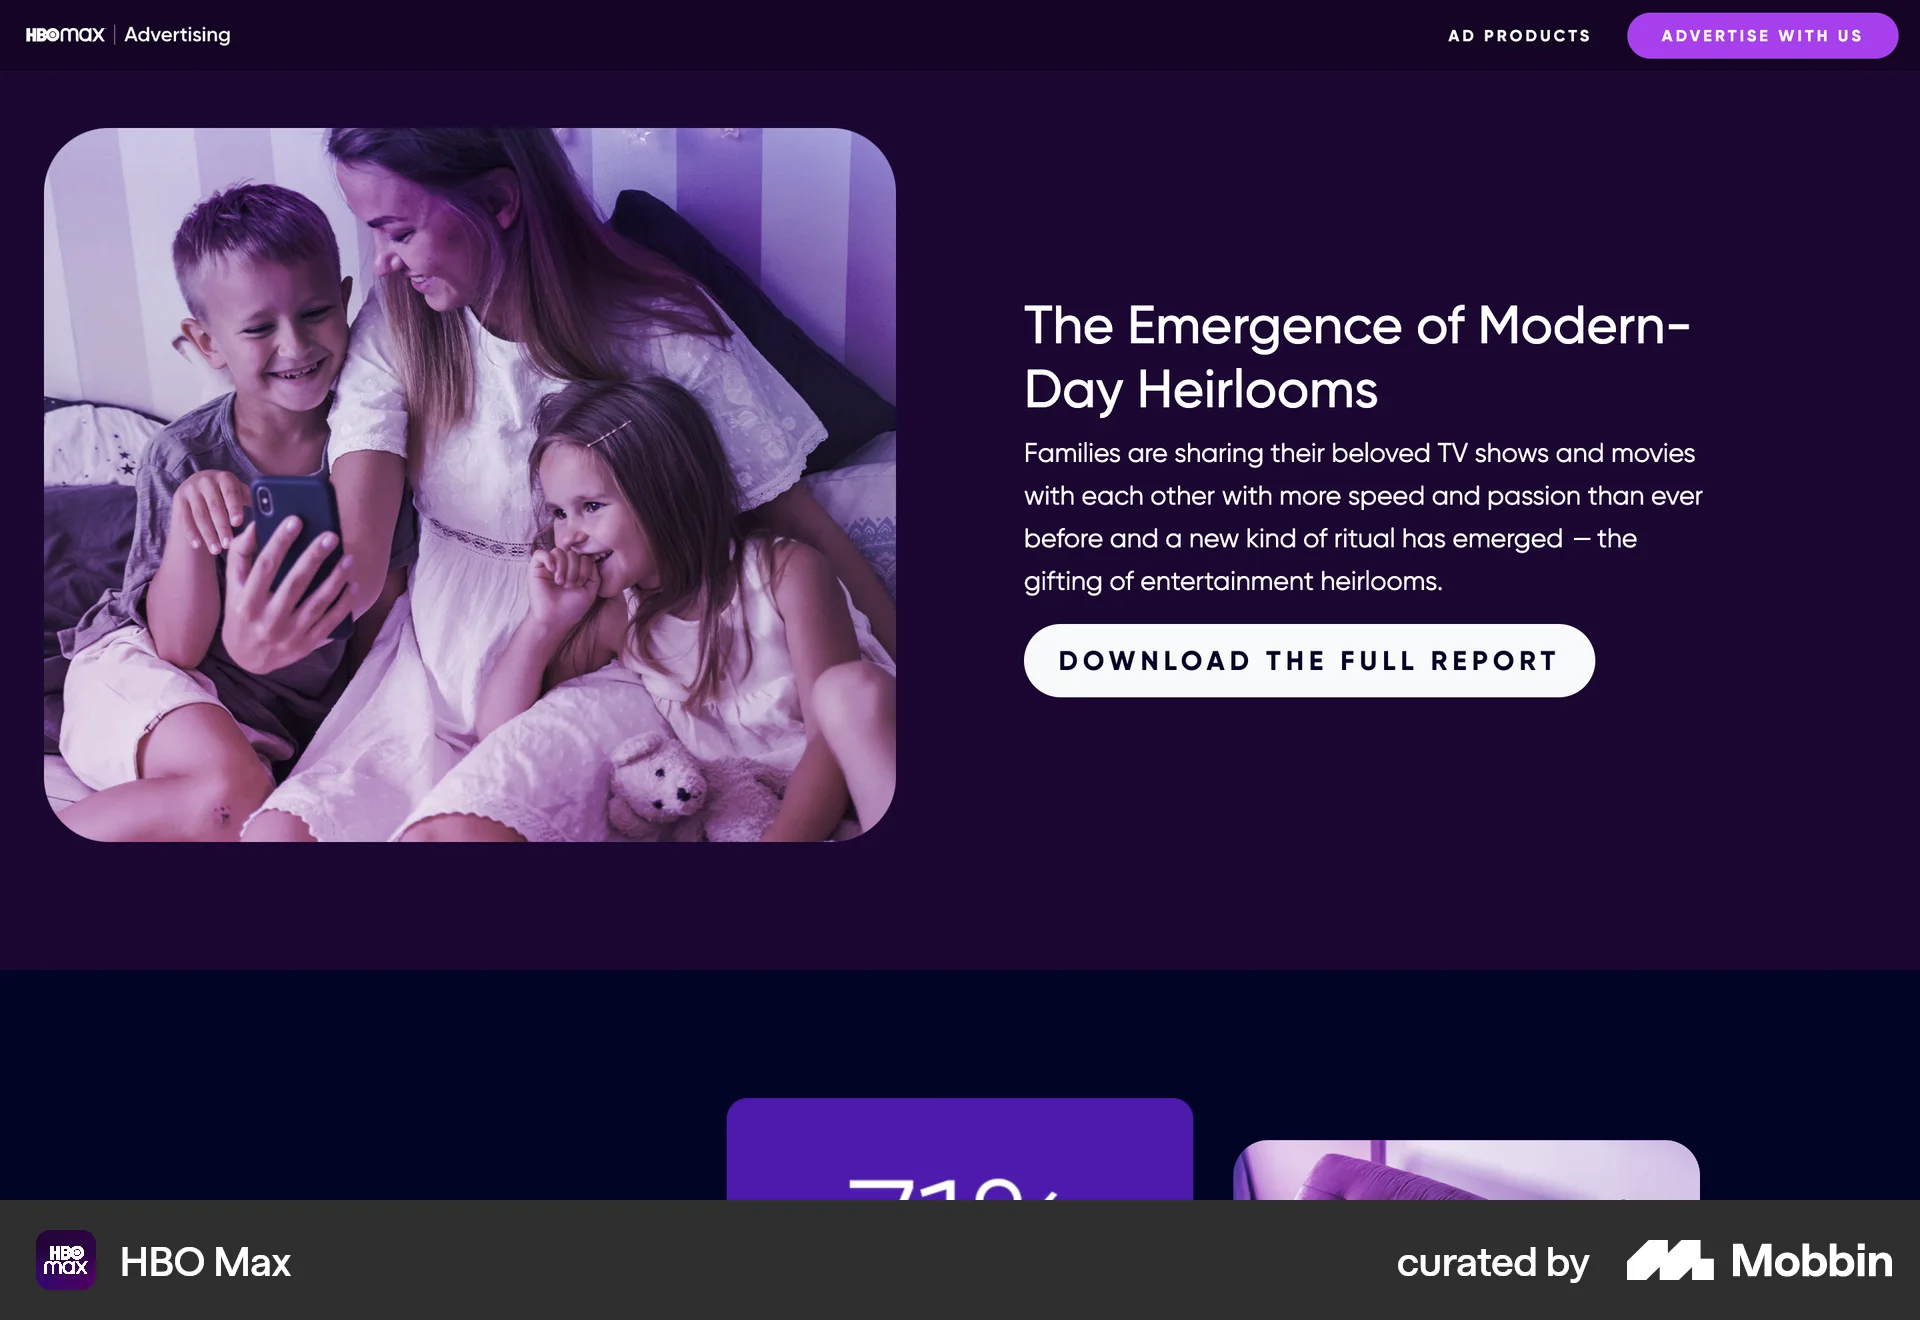 HBOmax | Advertising
AD PRODUCTS
ADVERTISE WITH US
The Emergence of Modern-
Day Heirlooms
Families are sharing their beloved TV shows and movies
with each other with more speed and passion than ever
before and a new kind of ritual has emerged — the
gifting of entertainment heirlooms.
DOWNLOAD THE FULL REPORT
71%
HBO
max
HBO Max
curated by
Mobbin